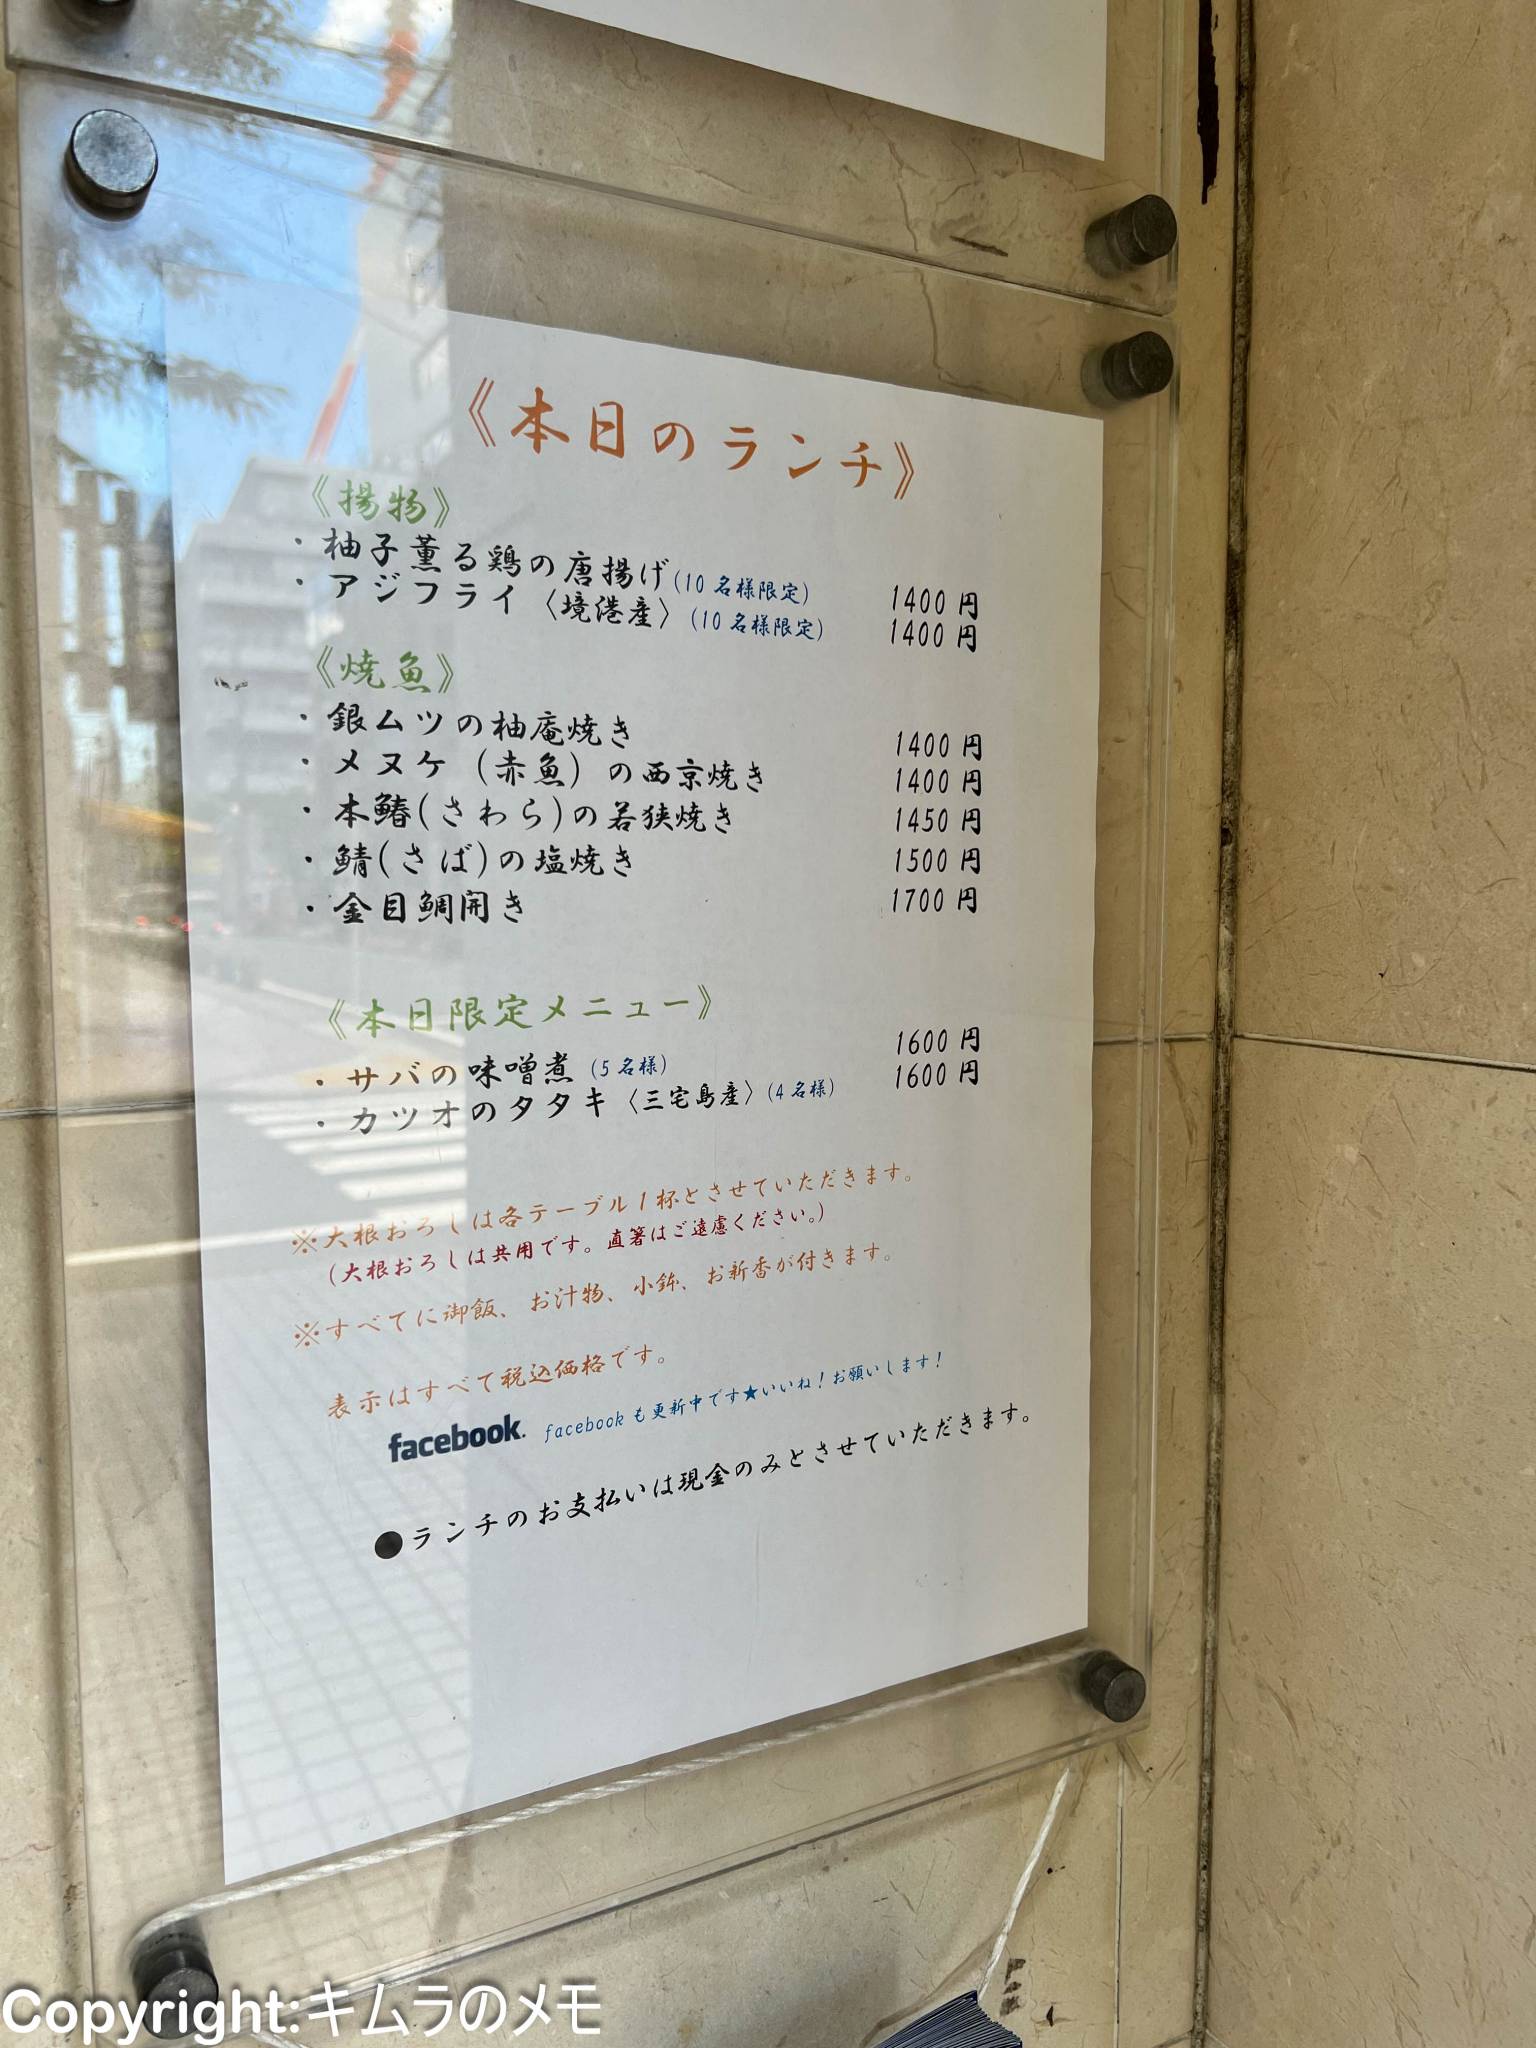 《本日のランチ》
《揚物》
・柚子薫る鶏の唐揚げ(10名様限定) 1400円
・アジフライ〈境港産〉(10名様限定) 1400円
《焼魚》
・銀ムツの柚庵焼き 1400円
・メヌケ(赤魚)の西京焼き 1400円
・本鰆(さわら)の若狭焼き 1450円
・鯖(さば)の塩焼き 1500円
・金目鯛開き 1700円
《本日限定メニュー》
・サバの味噌煮(5名様) 1600円
・カツオのタタキ〈三宅島産〉(4名様) 1600円
※大根おろしは各テーブル1杯とさせていただきます。
(大根おろしは共用です。直箸はご遠慮ください。)
※すべてに御飯、お汁物、小鉢、お新香が付きます。
表示はすべて税込価格です。
facebook. facebookも更新中です★いいね!お願いします!
●ランチのお支払いは現金のみとさせていただきます。
Copyright:キムラのメモ